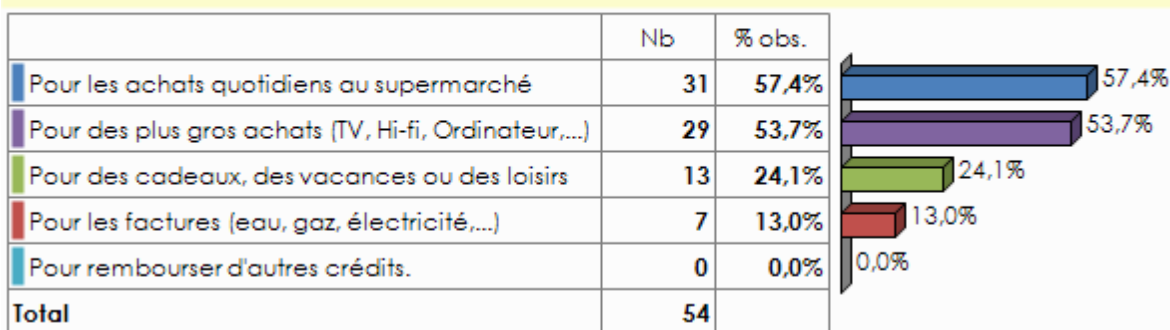 Nb % obs.
Pour les achats quotidiens au supermarché 31 57,4% 57,4%
Pour des plus gros achats (TV, Hi-fi, Ordinateur,...) 29 53,7% 53,7%
Pour des cadeaux, des vacances ou des loisirs 13 24,1% 24,1%
Pour les factures (eau, gaz, électricité,...) 7 13,0% 13,0%
Pour rembourser d'autres crédits. 0 0,0% 0,0%
Total 54